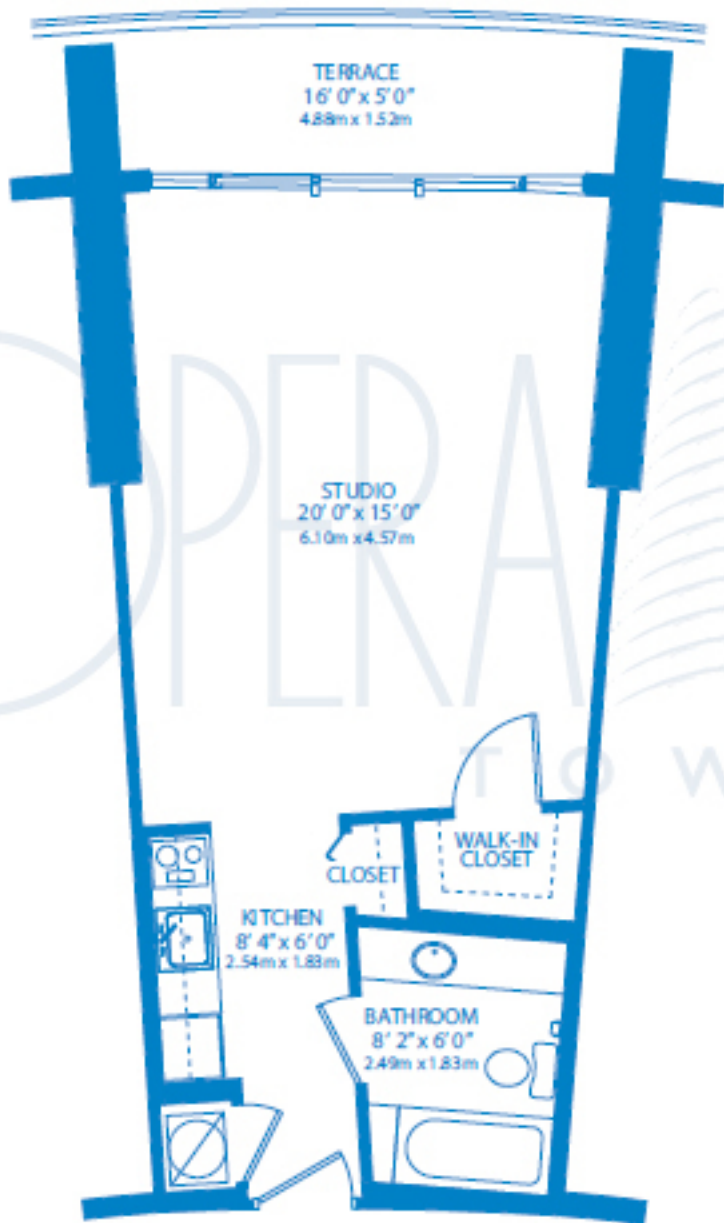 TERRACE
16' 0" x 5' 0"
4.88m x 1.52m
OPERA
STUDIO
20' 0" x 15' 0"
6.10m x 4.57m
T O W
WALK-IN
CLOSET
CLOSET
KITCHEN
8' 4" x 6' 0"
2.54m x 1.83m
BATHROOM
8' 2" x 6' 0"
2.49m x 1.83m